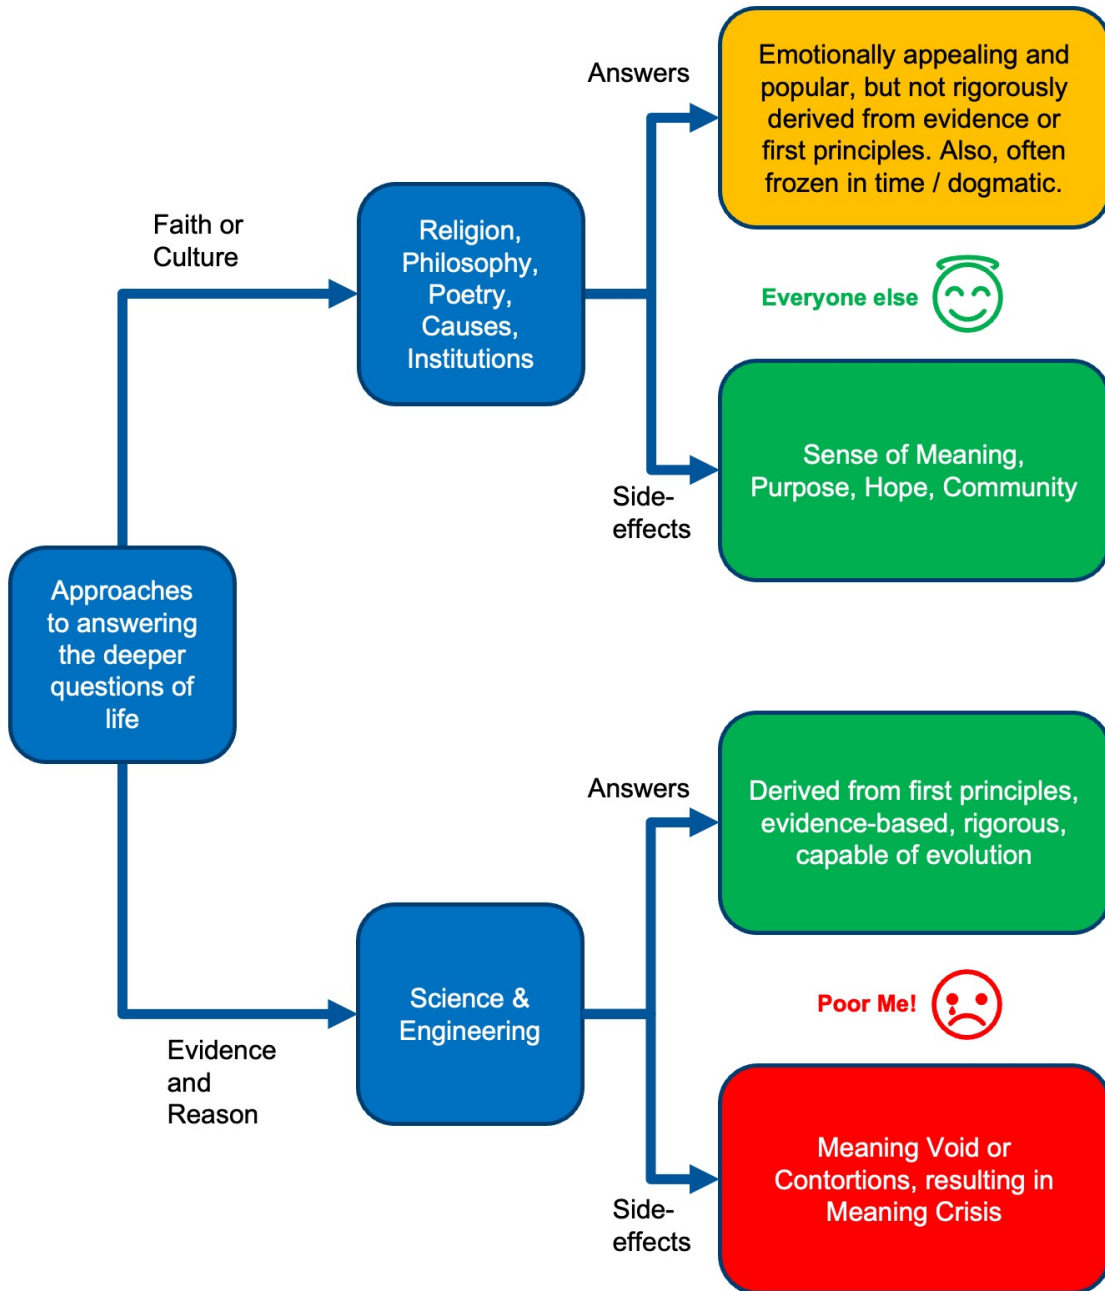 Answers
Emotionally appealing and
popular, but not rigorously
derived from evidence or
first principles. Also, often
frozen in time / dogmatic.
Faith or
Culture
Religion,
Philosophy,
Poetry,
Causes,
Institutions
Everyone else
Side-
effects
Sense of Meaning,
Purpose, Hope, Community
Approaches
to answering
the deeper
questions of
life
Answers
Derived from first principles,
evidence-based, rigorous,
capable of evolution
Evidence
and
Reason
Science &
Engineering
Poor Me!
Side-
effects
Meaning Void or
Contortions, resulting in
Meaning Crisis